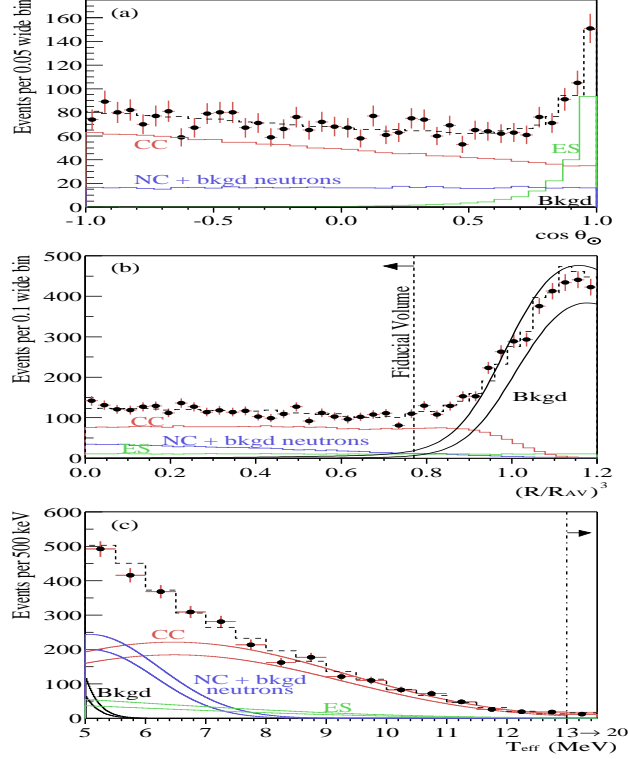 Events per 0.05 wide bin
160
140
120
100
80
60
40
20
0
(a)
CC
ES
NC + bkgd neutrons
Bkgd
-1.0
-0.5
0.0
0.5
1.0
cos θ⊙
Events per 0.1 wide bin
500
400
300
200
100
0
(b)
Fiducial Volume
Bkgd
CC
NC + bkgd neutrons
ES
0.0
0.2
0.4
0.6
0.8
1.0
1.2
(R/RAV)³
Events per 500 keV
600
500
400
300
200
100
0
(c)
CC
NC + bkgd
neutrons
Bkgd
ES
5
6
7
8
9
10
11
12
13→ 20
Teff (MeV)